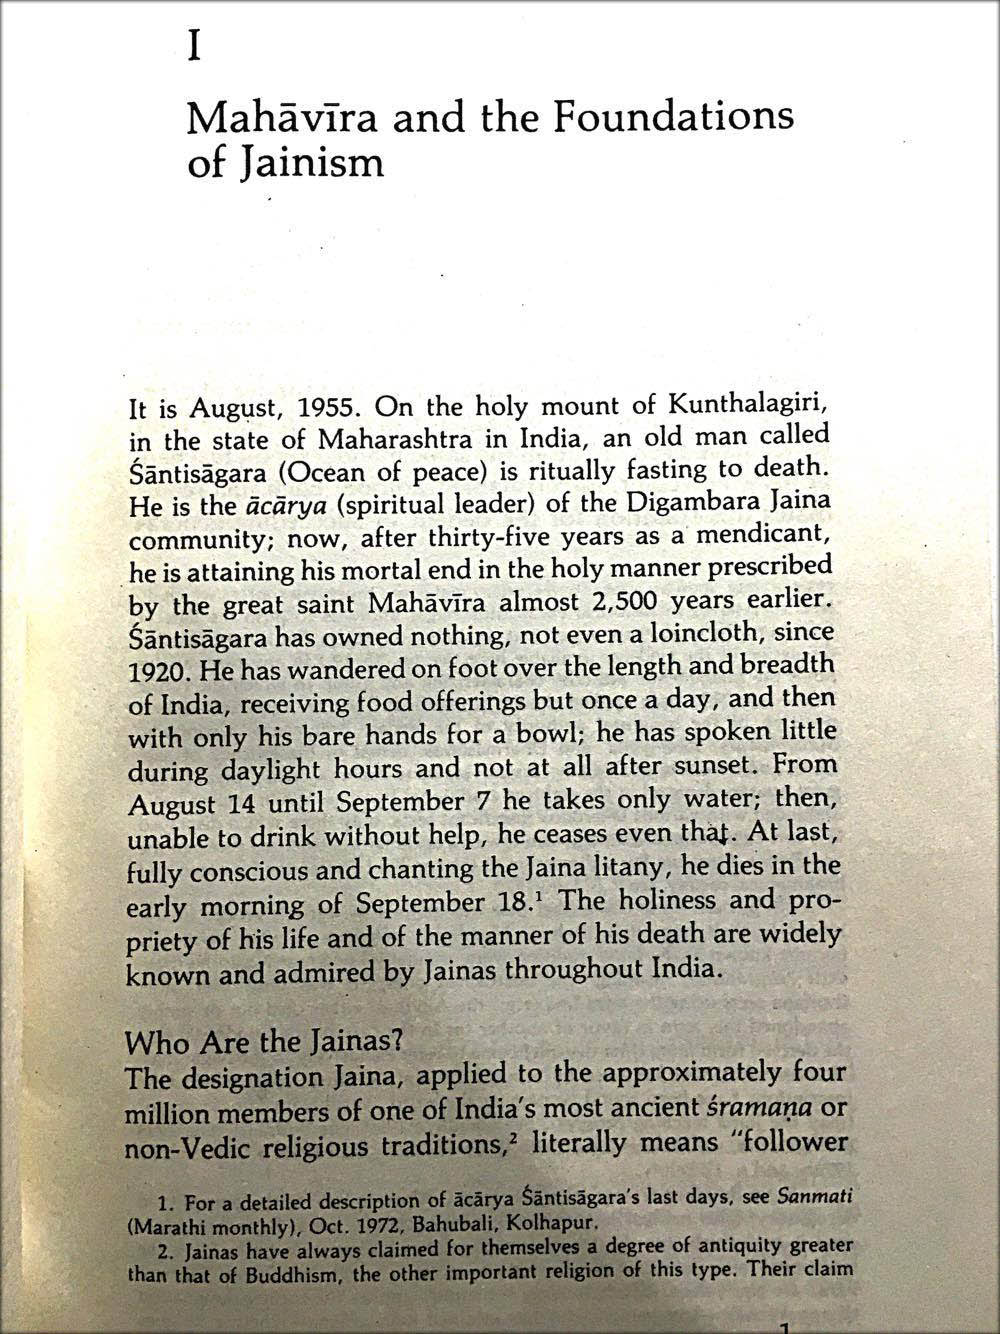 I
Mahāvīra and the Foundations
of Jainism
It is August, 1955. On the holy mount of Kunthalagiri,
in the state of Maharashtra in India, an old man called
Śāntisāgara (Ocean of peace) is ritually fasting to death.
He is the ācārya (spiritual leader) of the Digambara Jaina
community; now, after thirty-five years as a mendicant,
he is attaining his mortal end in the holy manner prescribed
by the great saint Mahāvīra almost 2,500 years earlier.
Śāntisāgara has owned nothing, not even a loincloth, since
1920. He has wandered on foot over the length and breadth
of India, receiving food offerings but once a day, and then
with only his bare hands for a bowl; he has spoken little
during daylight hours and not at all after sunset. From
August 14 until September 7 he takes only water; then,
unable to drink without help, he ceases even that. At last,
fully conscious and chanting the Jaina litany, he dies in the
early morning of September 18.¹ The holiness and pro-
priety of his life and of the manner of his death are widely
known and admired by Jainas throughout India.
Who Are the Jainas?
The designation Jaina, applied to the approximately four
million members of one of India's most ancient śramaṇa or
non-Vedic religious traditions,² literally means “follower
1. For a detailed description of ācārya Śāntisāgara's last days, see Sanmati
(Marathi monthly), Oct. 1972, Bahubali, Kolhapur.
2. Jainas have always claimed for themselves a degree of antiquity greater
than that of Buddhism, the other important religion of this type. Their claim
1